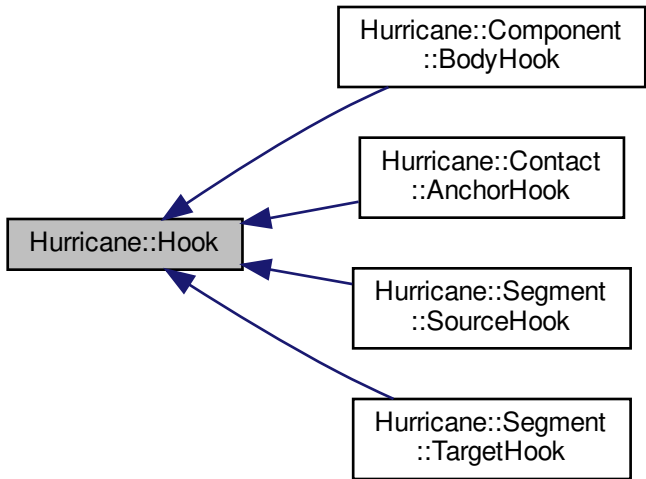 Hurricane::Component
::BodyHook
Hurricane::Contact
::AnchorHook
Hurricane::Hook
Hurricane::Segment
::SourceHook
Hurricane::Segment
::TargetHook